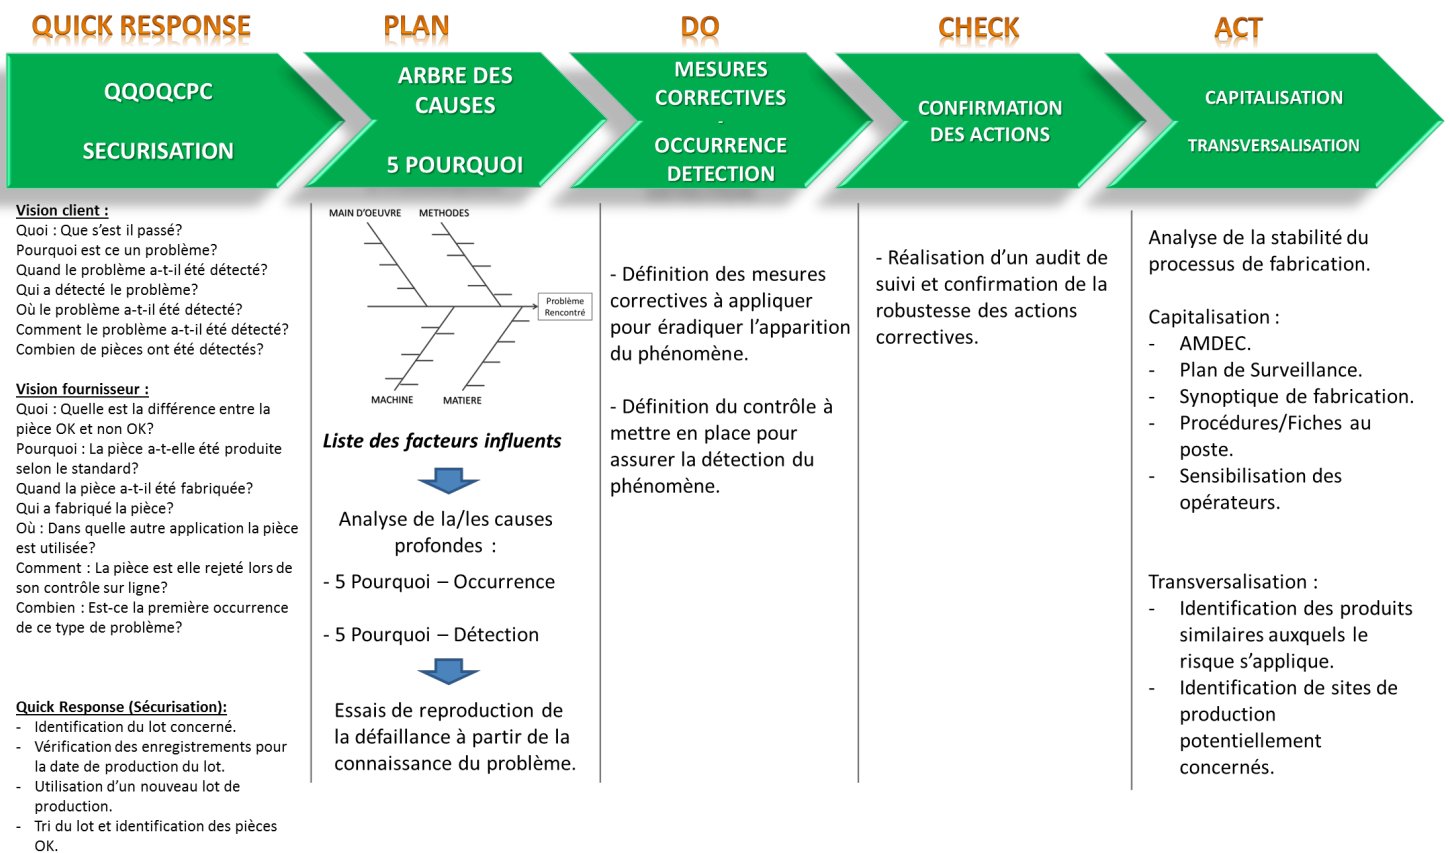 QUICK RESPONSE
PLAN
DO
CHECK
ACT
QQOQCPC
SECURISATION
ARBRE DES
CAUSES
5 POURQUOI
MESURES
CORRECTIVES
-
OCCURRENCE
DETECTION
CONFIRMATION
DES ACTIONS
CAPITALISATION
TRANSVERSALISATION
Vision client :
Quoi : Que s’est il passé?
Pourquoi est ce un problème?
Quand le problème a-t-il été détecté?
Qui a détecté le problème?
Où le problème a-t-il été détecté?
Comment le problème a-t-il été détecté?
Combien de pièces ont été détectés?
Vision fournisseur :
Quoi : Quelle est la différence entre la
pièce OK et non OK?
Pourquoi : La pièce a-t-elle été produite
selon le standard?
Quand la pièce a-t-il été fabriquée?
Qui a fabriqué la pièce?
Où : Dans quelle autre application la pièce
est utilisée?
Comment : La pièce est elle rejeté lors de
son contrôle sur ligne?
Combien : Est-ce la première occurrence
de ce type de problème?
Quick Response (Sécurisation):
- Identification du lot concerné.
- Vérification des enregistrements pour
la date de production du lot.
- Utilisation d’un nouveau lot de
production.
- Tri du lot et identification des pièces
OK.
MAIN D’OEUVRE
METHODES
Problème
Rencontré
MACHINE
MATIERE
Liste des facteurs influents
Analyse de la/les causes
profondes :
- 5 Pourquoi – Occurrence
- 5 Pourquoi – Détection
Essais de reproduction de
la défaillance à partir de la
connaissance du problème.
- Définition des mesures
correctives à appliquer
pour éradiquer l’apparition
du phénomène.
- Définition du contrôle à
mettre en place pour
assurer la détection du
phénomène.
- Réalisation d’un audit de
suivi et confirmation de la
robustesse des actions
correctives.
Analyse de la stabilité du
processus de fabrication.
Capitalisation :
- AMDEC.
- Plan de Surveillance.
- Synoptique de fabrication.
- Procédures/Fiches au
poste.
- Sensibilisation des
opérateurs.
Transversalisation :
- Identification des produits
similaires auxquels le
risque s’applique.
- Identification de sites de
production
potentiellement
concernés.